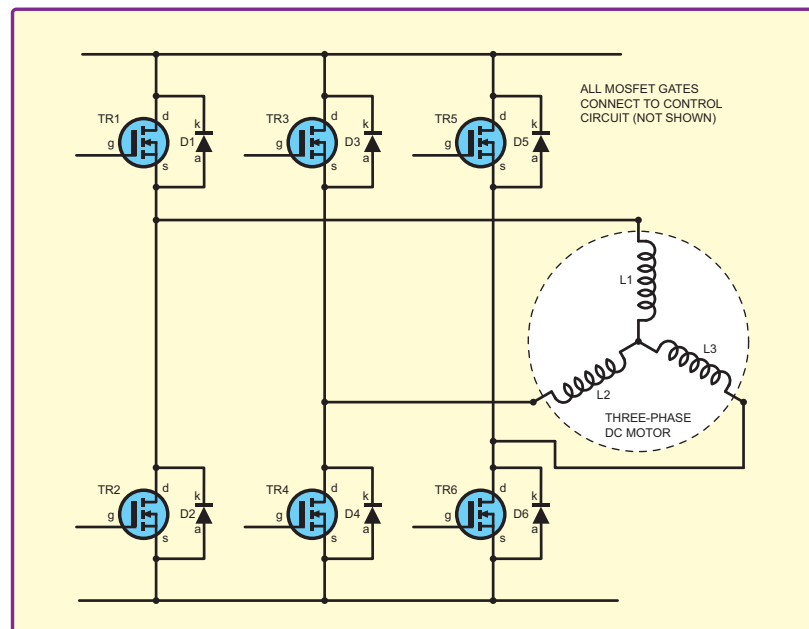 ALL MOSFET GATES
CONNECT TO CONTROL
CIRCUIT (NOT SHOWN)
TR1
d
k
g
D1
s
a
TR3
d
k
g
D3
s
a
TR5
d
k
g
D5
s
a
L1
L2
L3
THREE-PHASE
DC MOTOR
TR2
d
k
g
D2
s
a
TR4
d
k
g
D4
s
a
TR6
d
k
g
D6
s
a